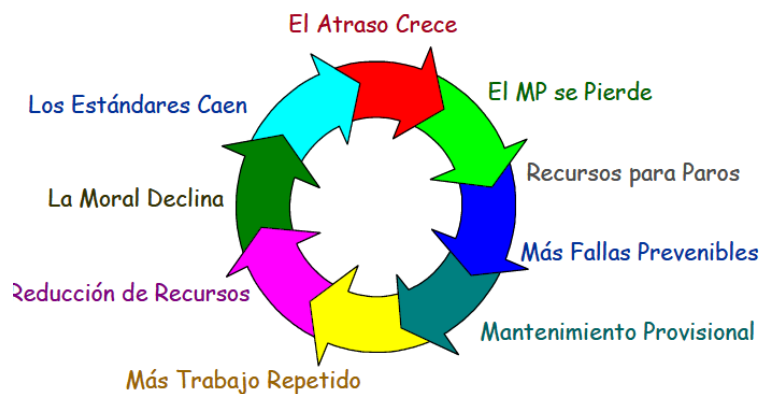 El Atraso Crece
El MP se Pierde
Recursos para Paros
Más Fallas Prevenibles
Mantenimiento Provisional
Más Trabajo Repetido
Reducción de Recursos
La Moral Declina
Los Estándares Caen